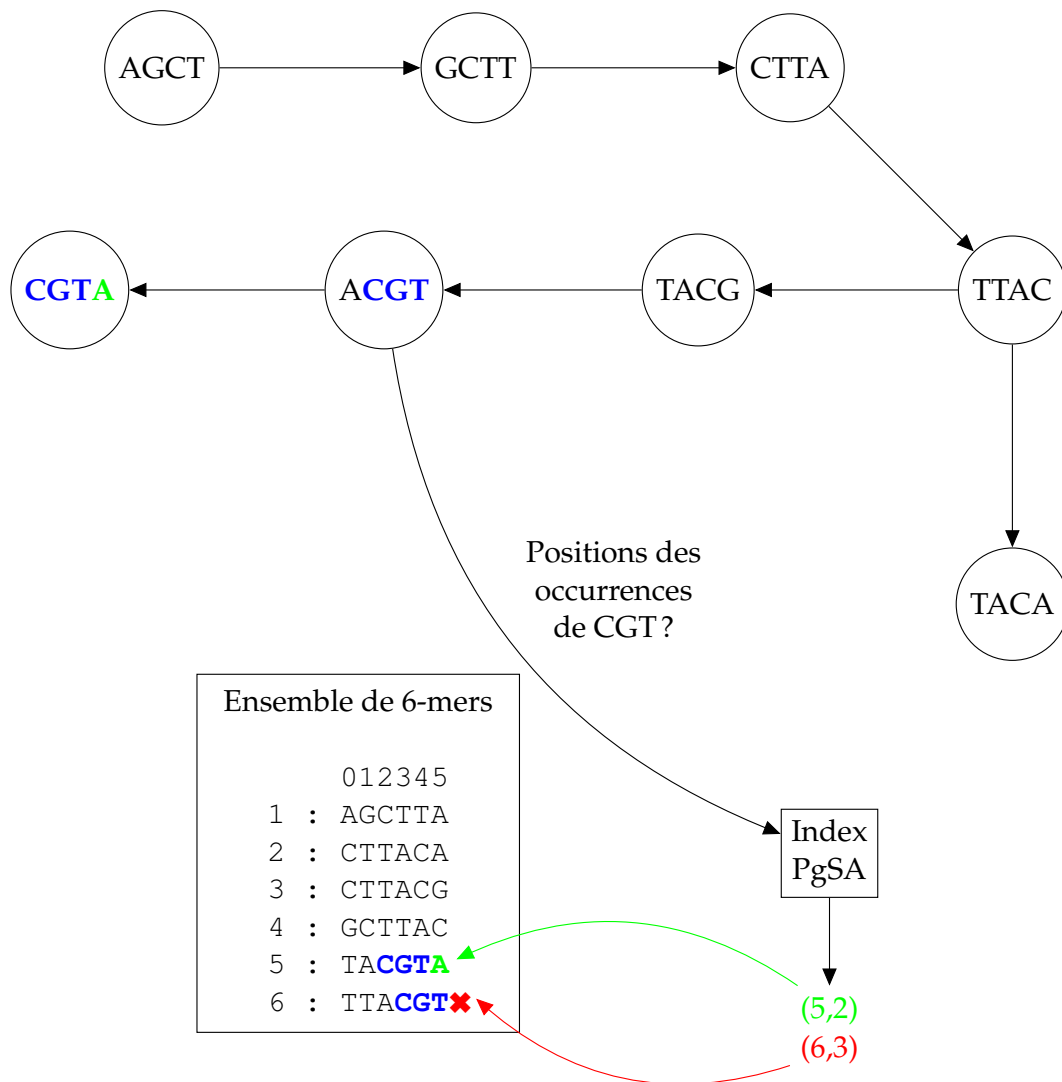 AGCT
GCTT
CTTA
CGTA
ACGT
TACG
TTAC
Positions des
occurrences
de CGT ?
TACA
Ensemble de 6-mers
012345
1 : AGCTTA
2 : CTTACA
3 : CTTACG
4 : GCTTAC
5 : TACGTA
6 : TTACGT✖
Index
PgSA
(5,2)
(6,3)